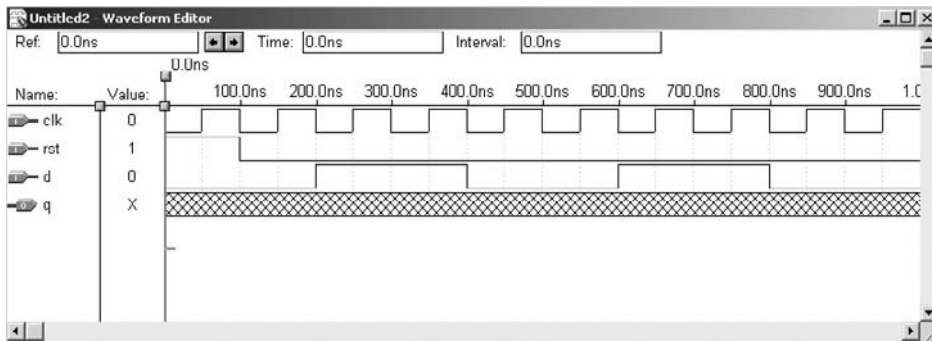 Untitled2 - Waveform Editor
Ref: 0.0ns Time: 0.0ns Interval: 0.0ns
0.0ns
Name: Value: 100.0ns 200.0ns 300.0ns 400.0ns 500.0ns 600.0ns 700.0ns 800.0ns 900.0ns 1.0
clk 0
rst 1
d 0
q X